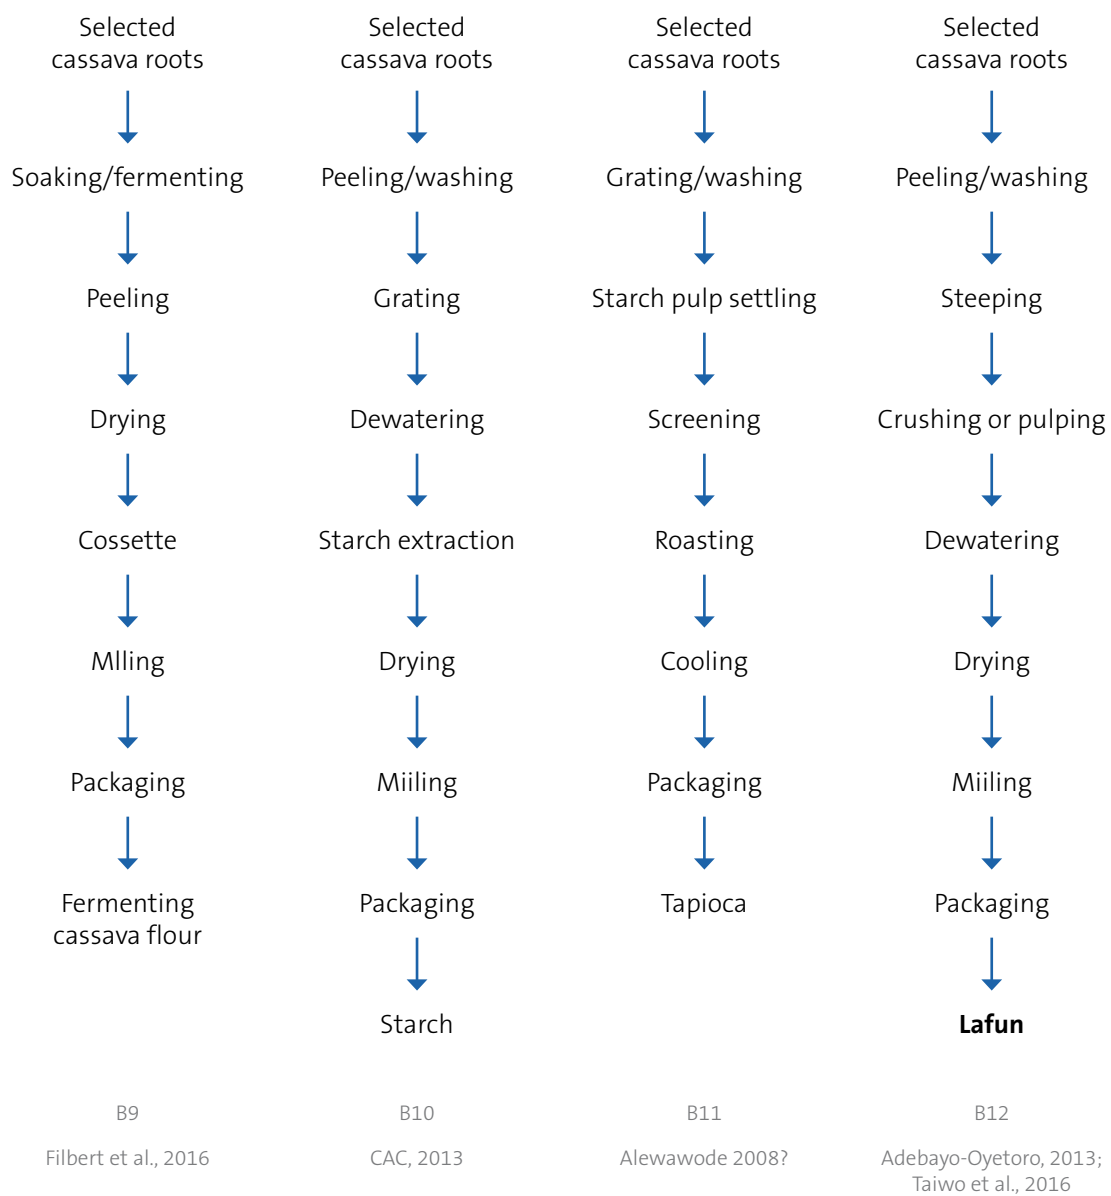 Selected
cassava roots
Soaking/fermenting
Peeling
Drying
Cossette
Mlling
Packaging
Fermenting
cassava flour
B9
Filbert et al., 2016
Selected
cassava roots
Peeling/washing
Grating
Dewatering
Starch extraction
Drying
Miiling
Packaging
Starch
B10
CAC, 2013
Selected
cassava roots
Grating/washing
Starch pulp settling
Screening
Roasting
Cooling
Packaging
Tapioca
B11
Alewawode 2008?
Selected
cassava roots
Peeling/washing
Steeping
Crushing or pulping
Dewatering
Drying
Miiling
Packaging
Lafun
B12
Adebayo-Oyetoro, 2013;
Taiwo et al., 2016